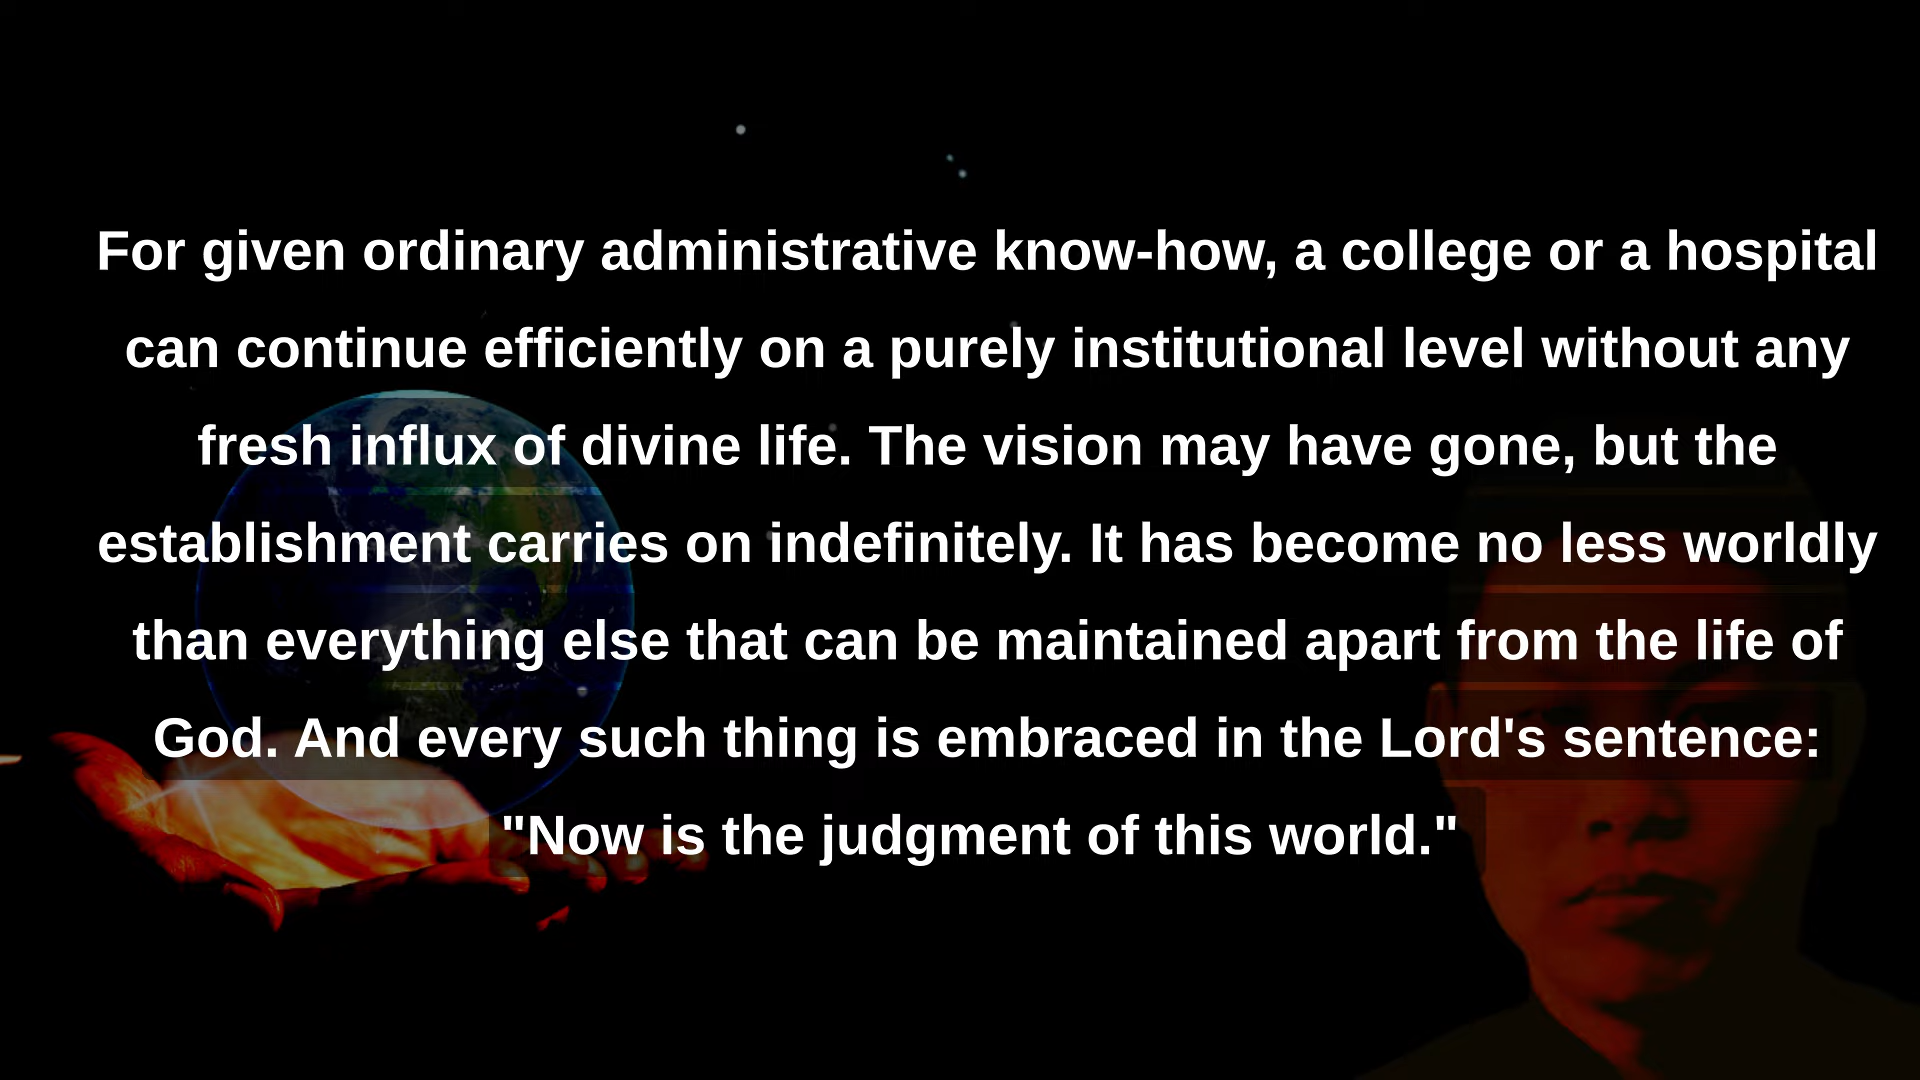 For given ordinary administrative know-how, a college or a hospital
can continue efficiently on a purely institutional level without any
fresh influx of divine life. The vision may have gone, but the
establishment carries on indefinitely. It has become no less worldly
than everything else that can be maintained apart from the life of
God. And every such thing is embraced in the Lord's sentence:
"Now is the judgment of this world."